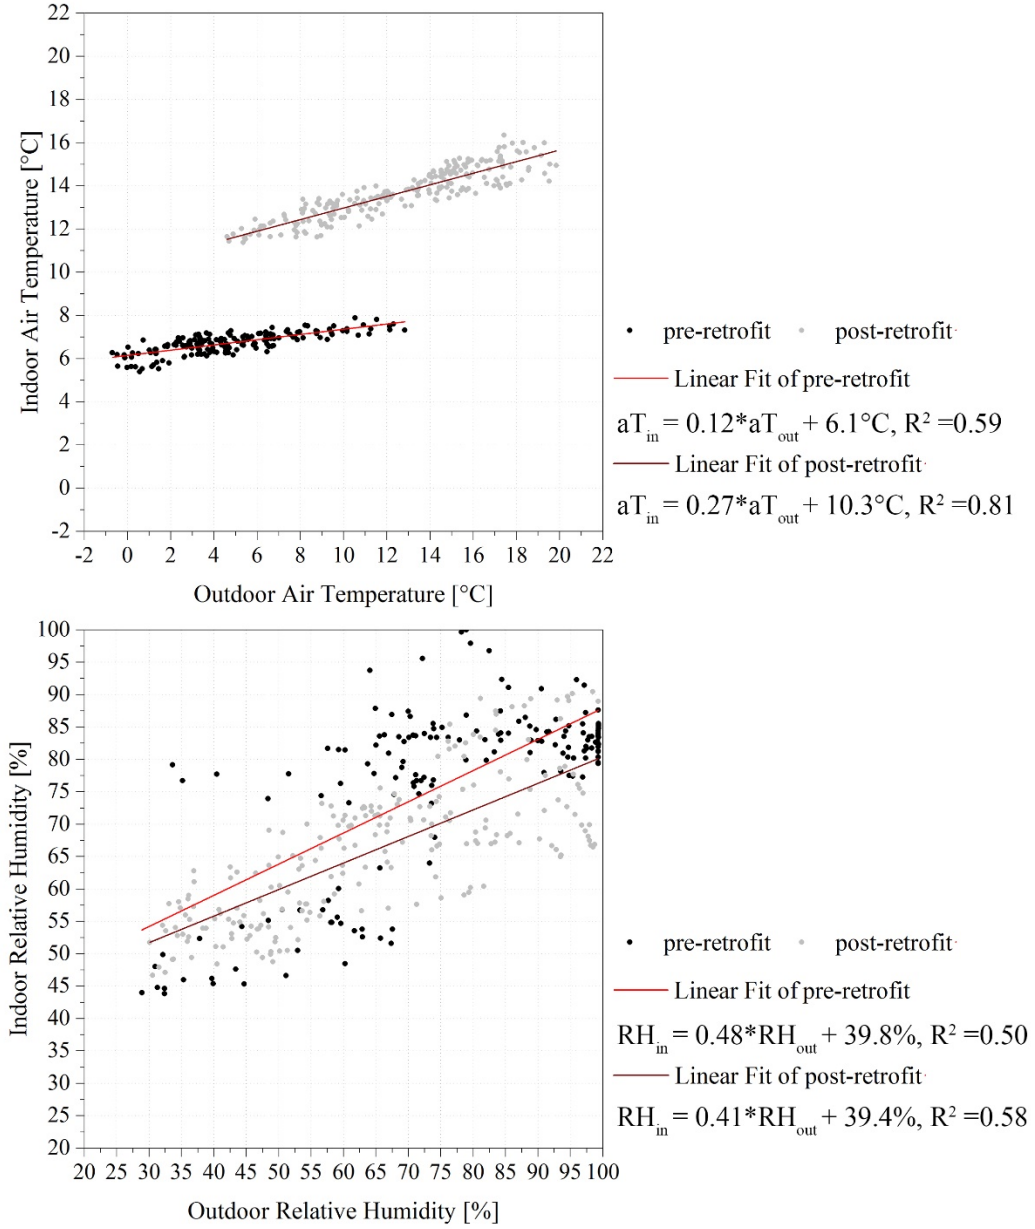 22
20
18
16
14
12
10
8
6
4
2
0
-2
Indoor Air Temperature [°C]
-2 0 2 4 6 8 10 12 14 16 18 20 22
Outdoor Air Temperature [°C]
pre-retrofit post-retrofit
Linear Fit of pre-retrofit
aT_in = 0.12*aT_out + 6.1°C, R² =0.59
Linear Fit of post-retrofit
aT_in = 0.27*aT_out + 10.3°C, R² =0.81
100
95
90
85
80
75
70
65
60
55
50
45
40
35
30
25
20
Indoor Relative Humidity [%]
20 25 30 35 40 45 50 55 60 65 70 75 80 85 90 95 100
Outdoor Relative Humidity [%]
pre-retrofit post-retrofit
Linear Fit of pre-retrofit
RH_in = 0.48*RH_out + 39.8%, R² =0.50
Linear Fit of post-retrofit
RH_in = 0.41*RH_out + 39.4%, R² =0.58